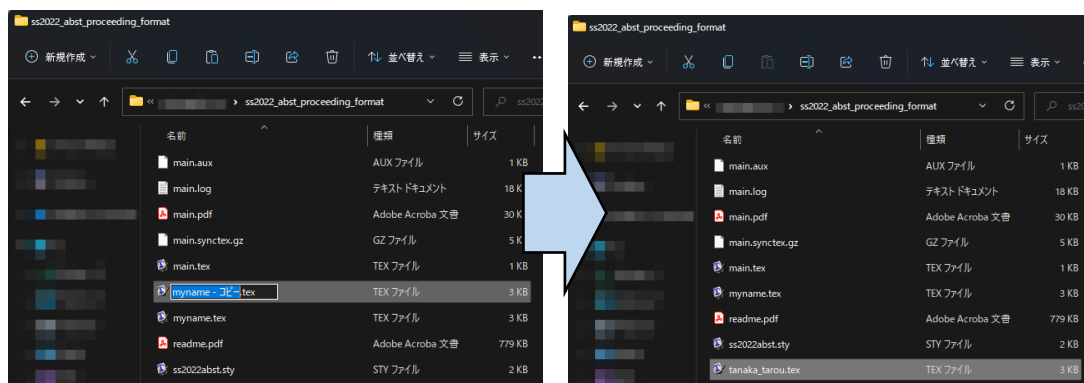 ss2022_abst_proceeding_format
新規作成
並べ替え
表示
« › ss2022_abst_proceeding_format
ss2022
名前 種類 サイズ
main.aux AUX ファイル 1 KB
main.log テキスト ドキュメント 18 K
main.pdf Adobe Acroba 文書 30 K
main.synctex.gz GZ ファイル 5 K
main.tex TEX ファイル 1 KB
myname - コピー.tex TEX ファイル 3 KB
myname.tex TEX ファイル 3 KB
readme.pdf Adobe Acroba 文書 779 KB
ss2022abst.sty STY ファイル 2 KB
ss2022_abst_proceeding_format
新規作成
並べ替え
表示
« › ss2022_abst_proceeding_format
ss20
名前 種類 サイズ
main.aux AUX ファイル 1 KB
main.log テキスト ドキュメント 18 KB
main.pdf Adobe Acroba 文書 30 KB
main.synctex.gz GZ ファイル 5 KB
main.tex TEX ファイル 1 KB
myname.tex TEX ファイル 3 KB
readme.pdf Adobe Acroba 文書 779 KB
ss2022abst.sty STY ファイル 2 KB
tanaka_tarou.tex TEX ファイル 3 KB